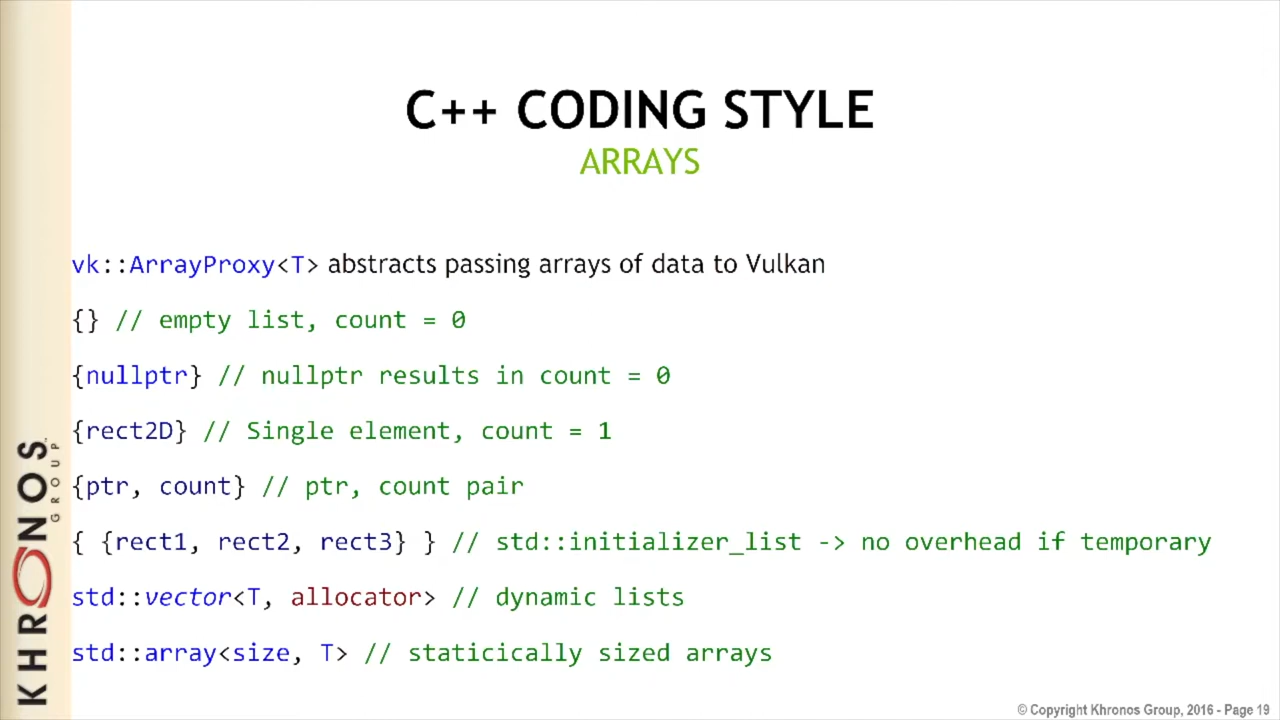 C++ CODING STYLE
ARRAYS
vk::ArrayProxy<T> abstracts passing arrays of data to Vulkan
{} // empty list, count = 0
{nullptr} // nullptr results in count = 0
{rect2D} // Single element, count = 1
{ptr, count} // ptr, count pair
{ {rect1, rect2, rect3} } // std::initializer_list -> no overhead if temporary
std::vector<T, allocator> // dynamic lists
std::array<size, T> // staticically sized arrays
KHRONOS
GROUP
© Copyright Khronos Group, 2016 - Page 19